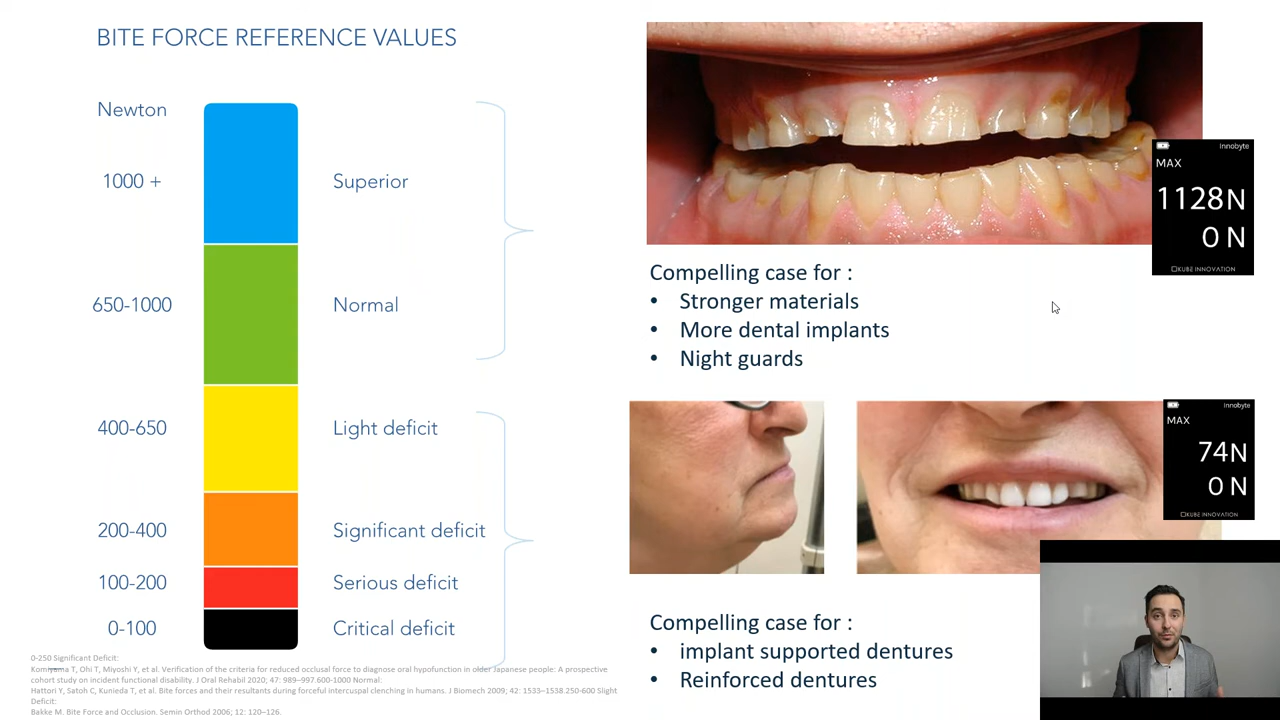 BITE FORCE REFERENCE VALUES
Newton
1000 +
Superior
650-1000
Normal
400-650
Light deficit
200-400
Significant deficit
100-200
Serious deficit
0-100
Critical deficit
0-250 Significant Deficit:
Komiyama T, Ohi T, Miyoshi Y, et al. Verification of the criteria for reduced occlusal force to diagnose oral hypofunction in older Japanese people: A prospective
cohort study on incident functional disability. J Oral Rehabil 2020; 47: 989–997.600-1000 Normal:
Hattori Y, Satoh C, Kunieda T, et al. Bite forces and their resultants during forceful intercuspal clenching in humans. J Biomech 2009; 42: 1533–1538.250-600 Slight
Deficit:
Bakke M. Bite Force and Occlusion. Semin Orthod 2006; 12: 120–126.
innobyte
MAX
1128N
0 N
KUBE INNOVATION
Compelling case for :
• Stronger materials
• More dental implants
• Night guards
innobyte
MAX
74N
0 N
KUBE INNOVATION
Compelling case for :
• implant supported dentures
• Reinforced dentures